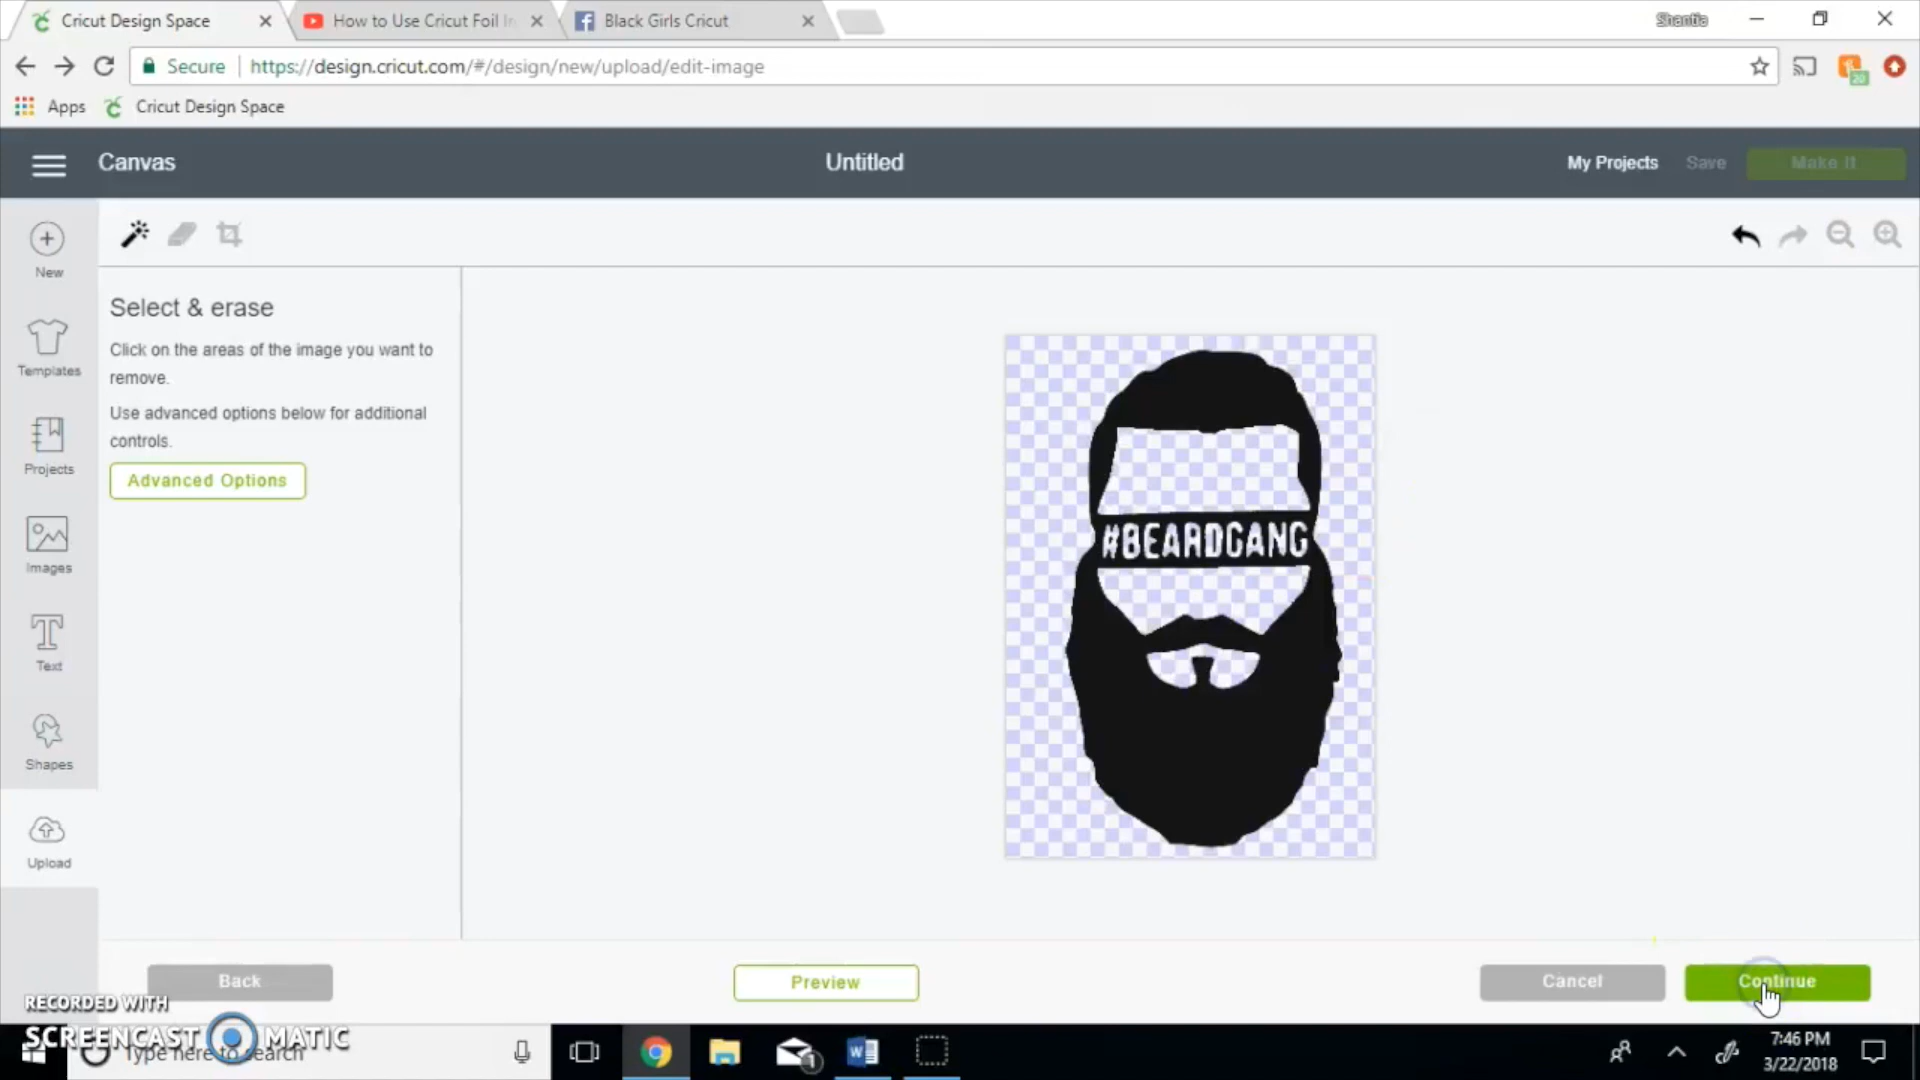 Cricut Design Space
How to Use Cricut Foil Ir
Black Girls Cricut
Shantia
Secure
https://design.cricut.com/#/design/new/upload/edit-image
20
Apps
Cricut Design Space
Canvas
Untitled
My Projects
Save
Make It
New
Templates
Projects
Images
Text
Shapes
Upload
Select & erase
Click on the areas of the image you want to
remove.
Use advanced options below for additional
controls.
Advanced Options
#BEARDGANG
Back
Preview
Cancel
Continue
RECORDED WITH
SCREENCAST MATIC
Type here to search
1
7:46 PM
3/22/2018